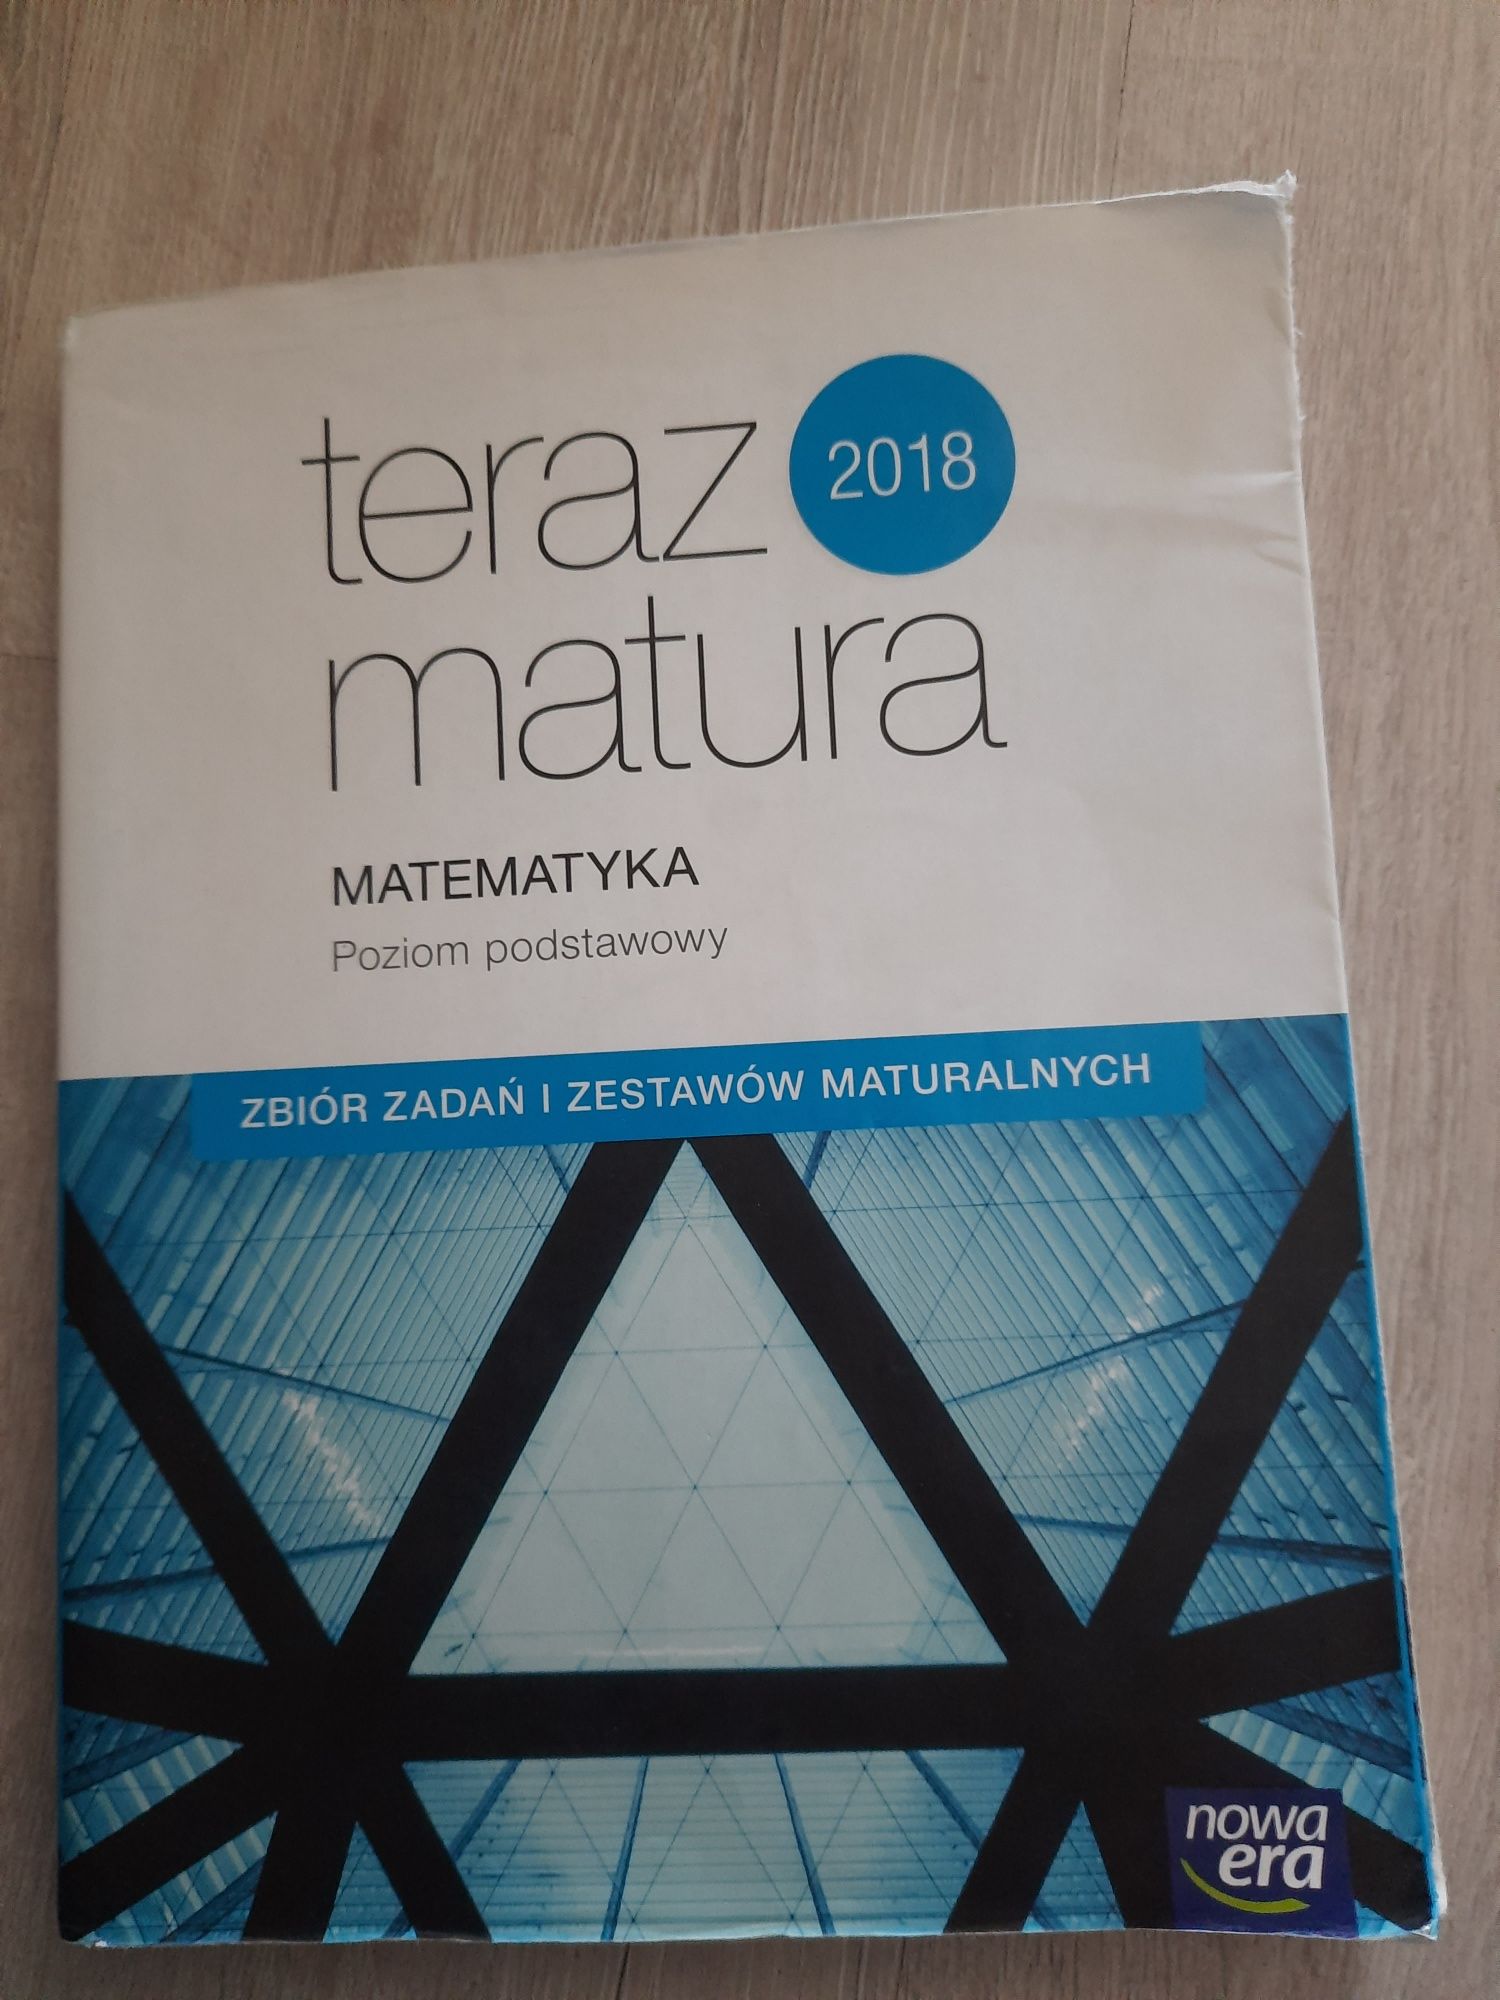 teraz 2018
matura
MATEMATYKA
Poziom podstawowy
ZBIÓR ZADAŃ I ZESTAWÓW MATURALNYCH
nowa
era